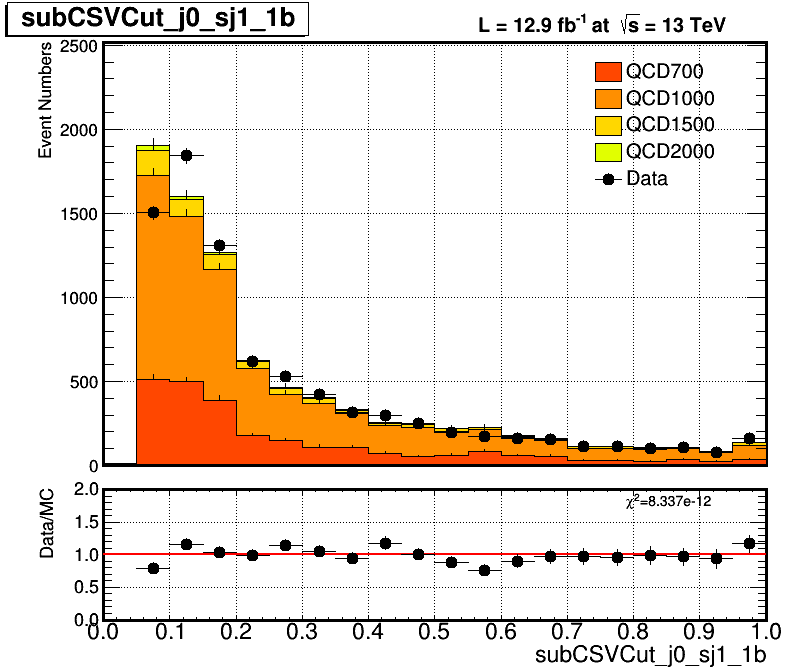 subCSVCut_j0_sj1_1b
L = 12.9 fb⁻¹ at √s = 13 TeV
Event Numbers
2500
2000
1500
1000
500
0
QCD700
QCD1000
QCD1500
QCD2000
Data
Data/MC
2.0
1.5
1.0
0.5
0.0
χ²=8.337e-12
0.0 0.1 0.2 0.3 0.4 0.5 0.6 0.7 0.8 0.9 1.0
subCSVCut_j0_sj1_1b